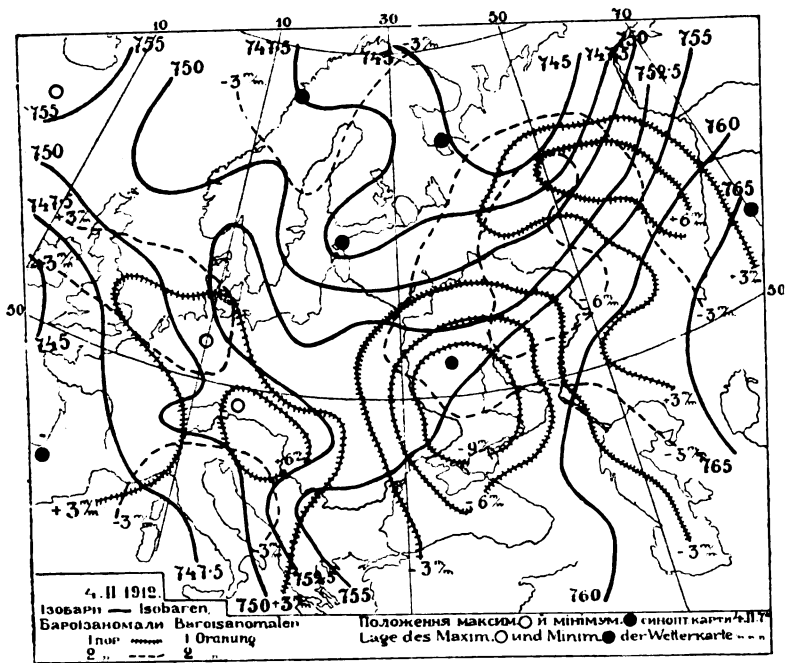 10 10 30 50 70
755 747.5 745 -3 m/m 750 755
750 745 747.5 752.5
-3 m/m
755 760
750 765
747.5 +3 m/m +6 m/m
-3 m/m
+3 m/m 6 m/m -3 m/m
50 50
745
+3 m/m
-6 m/m -9 m/m -5 m/m 765
+3 m/m -3 m/m -6 m/m
-3 m/m -3 m/m -3 m/m
747.5 752.5
750 +3 m/m 755 760
4.II 1912.
Ізобари — Isobaren.
Бароізаномалі Baroisanomalen
1 пор 1 Ordnung
2 „ 2 „
Положення максим. ○ й мінімум. ● синопт карти 4.II.
Lage des Maxim. ○ und Minim. ● der Wetterkarte „ „ „